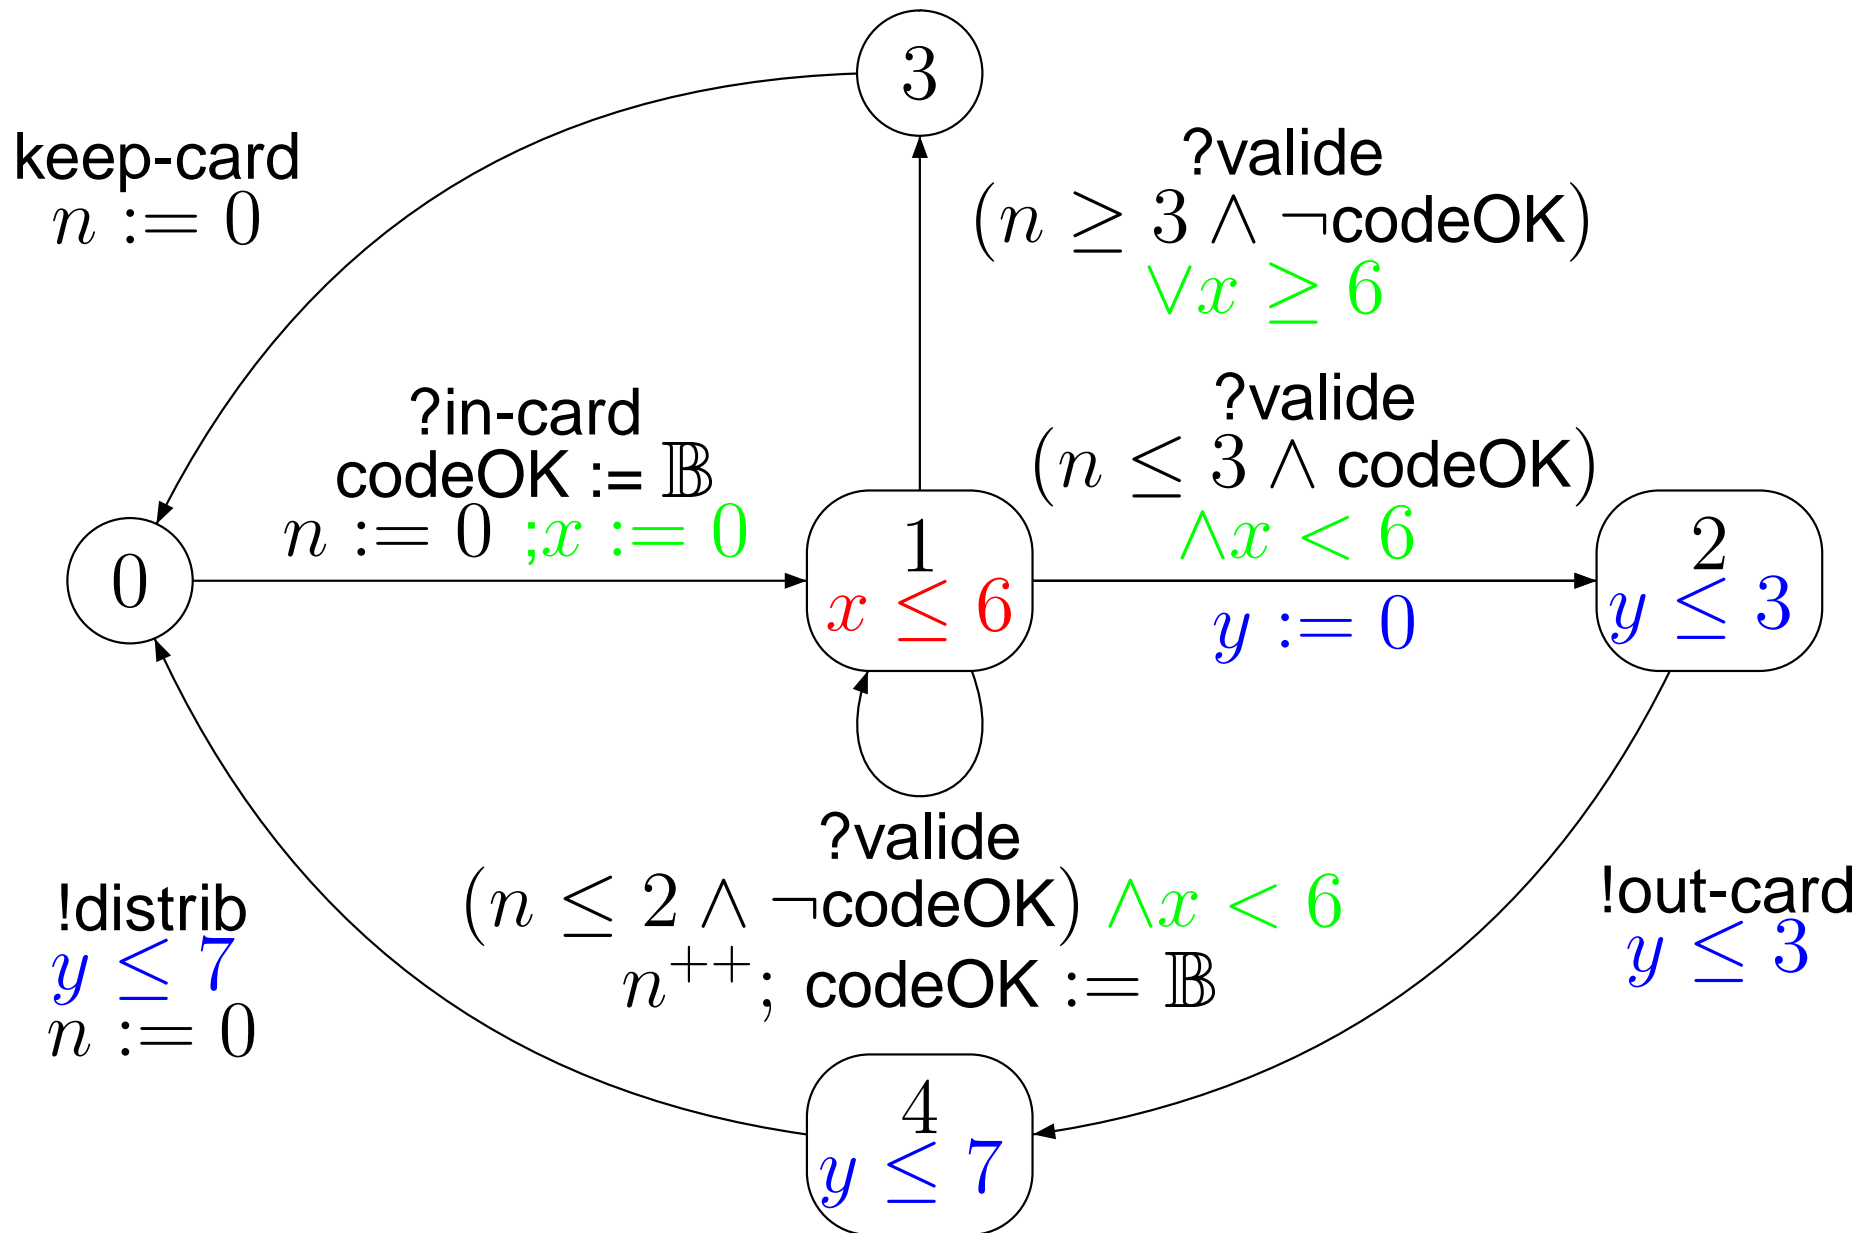 3
keep-card
n := 0
?valide
(n ≥ 3 ∧ ¬codeOK)
∨x ≥ 6
?in-card
codeOK := 𝔹
n := 0 ;x := 0
?valide
(n ≤ 3 ∧ codeOK)
∧x < 6
y := 0
0
1
x ≤ 6
2
y ≤ 3
?valide
(n ≤ 2 ∧ ¬codeOK) ∧x < 6
n⁺⁺; codeOK := 𝔹
!distrib
y ≤ 7
n := 0
!out-card
y ≤ 3
4
y ≤ 7